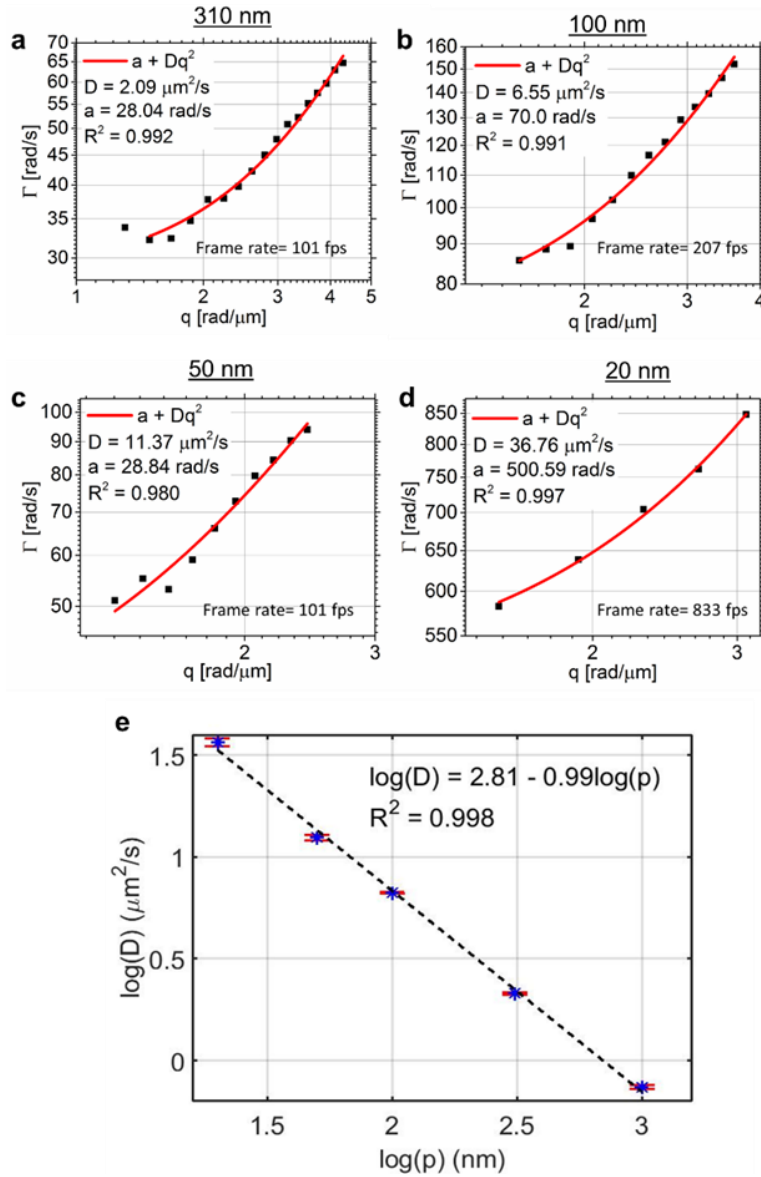 310 nm
a
70
65
60
55
50
45
40
35
30
Γ [rad/s]
a + Dq²
D = 2.09 μm²/s
a = 28.04 rad/s
R² = 0.992
Frame rate= 101 fps
1
2
3
4
5
q [rad/μm]
100 nm
b
160
150
140
130
120
110
100
90
80
Γ [rad/s]
a + Dq²
D = 6.55 μm²/s
a = 70.0 rad/s
R² = 0.991
Frame rate= 207 fps
2
3
4
q [rad/μm]
50 nm
c
100
90
80
70
60
50
Γ [rad/s]
a + Dq²
D = 11.37 μm²/s
a = 28.84 rad/s
R² = 0.980
Frame rate= 101 fps
2
3
q [rad/μm]
20 nm
d
850
800
750
700
650
600
550
Γ [rad/s]
a + Dq²
D = 36.76 μm²/s
a = 500.59 rad/s
R² = 0.997
Frame rate= 833 fps
2
3
q [rad/μm]
e
1.5
1
0.5
0
log(D) (μm²/s)
log(D) = 2.81 - 0.99log(p)
R² = 0.998
1.5
2
2.5
3
log(p) (nm)